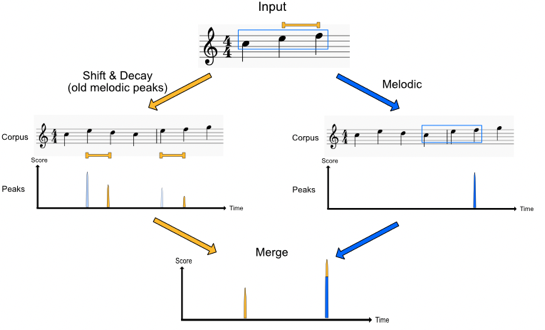 Input
Shift & Decay
(old melodic peaks)
Melodic
Corpus
Corpus
Score
Score
Peaks
Time
Peaks
Time
Merge
Score
Time